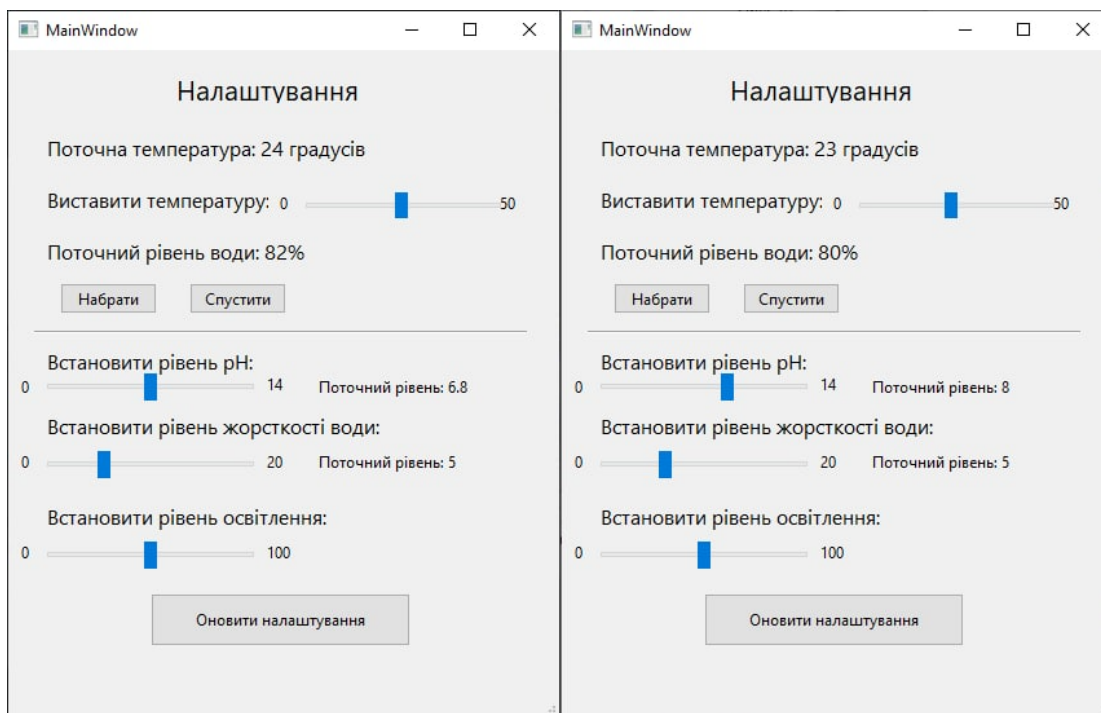 MainWindow
Налаштування
Поточна температура: 24 градусів
Виставити температуру: 0 50
Поточний рівень води: 82%
Набрати Спустити
Встановити рівень pH:
0 14 Поточний рівень: 6.8
Встановити рівень жорсткості води:
0 20 Поточний рівень: 5
Встановити рівень освітлення:
0 100
Оновити налаштування
MainWindow
Налаштування
Поточна температура: 23 градусів
Виставити температуру: 0 50
Поточний рівень води: 80%
Набрати Спустити
Встановити рівень pH:
0 14 Поточний рівень: 8
Встановити рівень жорсткості води:
0 20 Поточний рівень: 5
Встановити рівень освітлення:
0 100
Оновити налаштування